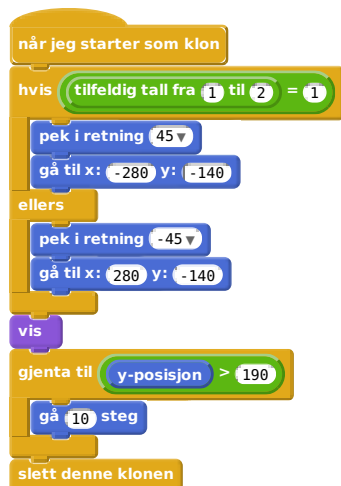 når jeg starter som klon
hvis tilfeldig tall fra 1 til 2 = 1
pek i retning 45▼
gå til x: -280 y: -140
ellers
pek i retning -45▼
gå til x: 280 y: -140
vis
gjenta til y-posisjon > 190
gå 10 steg
slett denne klonen